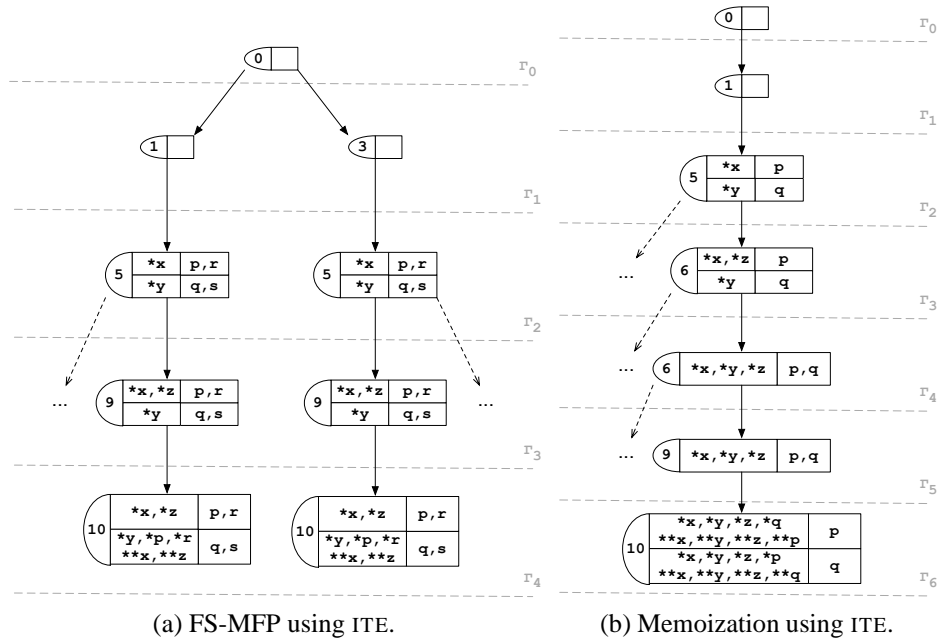 0
r0
1 3
r1
5 *x p,r
*y q,s
5 *x p,r
*y q,s
r2
... ...
9 *x,*z p,r
*y q,s
9 *x,*z p,r
*y q,s
r3
10 *x,*z p,r
*y,*p,*r
**x,**z q,s
10 *x,*z p,r
*y,*p,*r
**x,**z q,s
r4
(a) FS-MFP using ITE.
0
r0
1
r1
5 *x p
*y q
r2
...
6 *x,*z p
*y q
r3
...
6 *x,*y,*z p,q
r4
...
9 *x,*y,*z p,q
r5
10 *x,*y,*z,*q
**x,**y,**z,**p p
*x,*y,*z,*p
**x,**y,**z,**q q
r6
(b) Memoization using ITE.